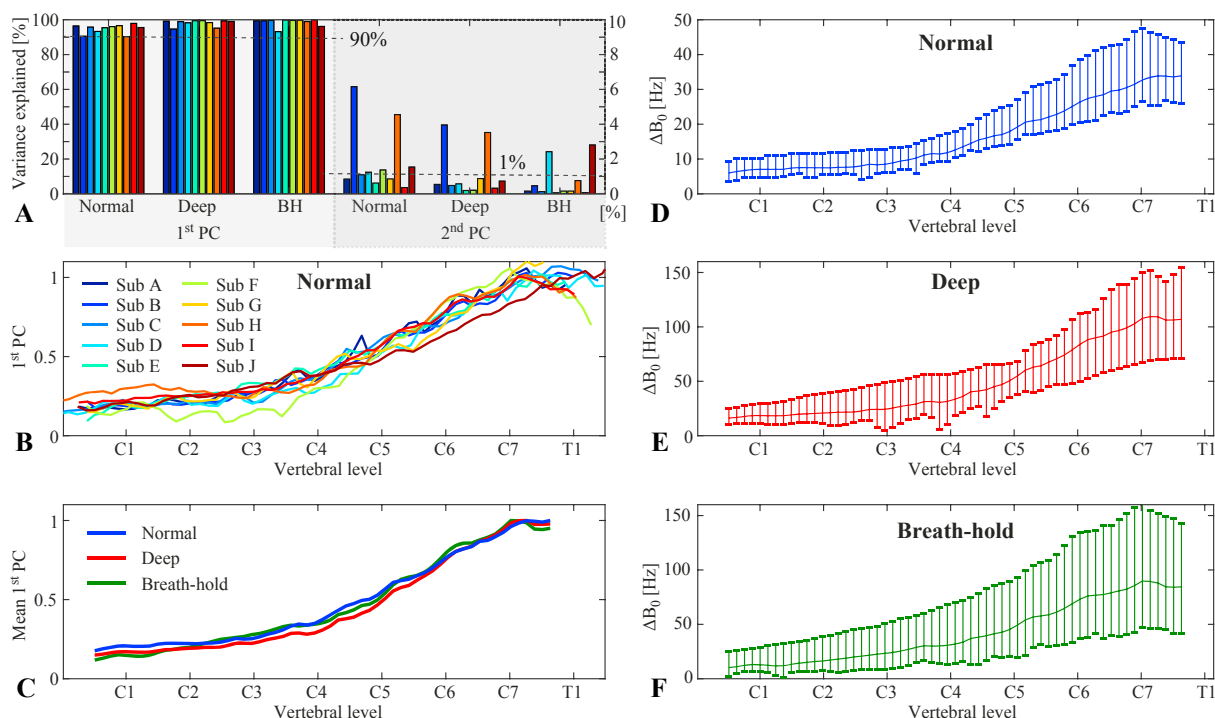 Variance explained [%]
100
80
60
40
20
0
90%
1%
10
8
6
4
2
0
[%]
Normal Deep BH Normal Deep BH
1st PC 2nd PC
A
Normal
1st PC
1
0.5
0
Sub A Sub F
Sub B Sub G
Sub C Sub H
Sub D Sub I
Sub E Sub J
C1 C2 C3 C4 C5 C6 C7 T1
Vertebral level
B
Mean 1st PC
1
0.5
0
Normal
Deep
Breath-hold
C1 C2 C3 C4 C5 C6 C7 T1
Vertebral level
C
Normal
ΔB0 [Hz]
50
40
30
20
10
0
C1 C2 C3 C4 C5 C6 C7 T1
Vertebral level
D
Deep
ΔB0 [Hz]
150
100
50
0
C1 C2 C3 C4 C5 C6 C7 T1
Vertebral level
E
Breath-hold
ΔB0 [Hz]
150
100
50
0
C1 C2 C3 C4 C5 C6 C7 T1
Vertebral level
F